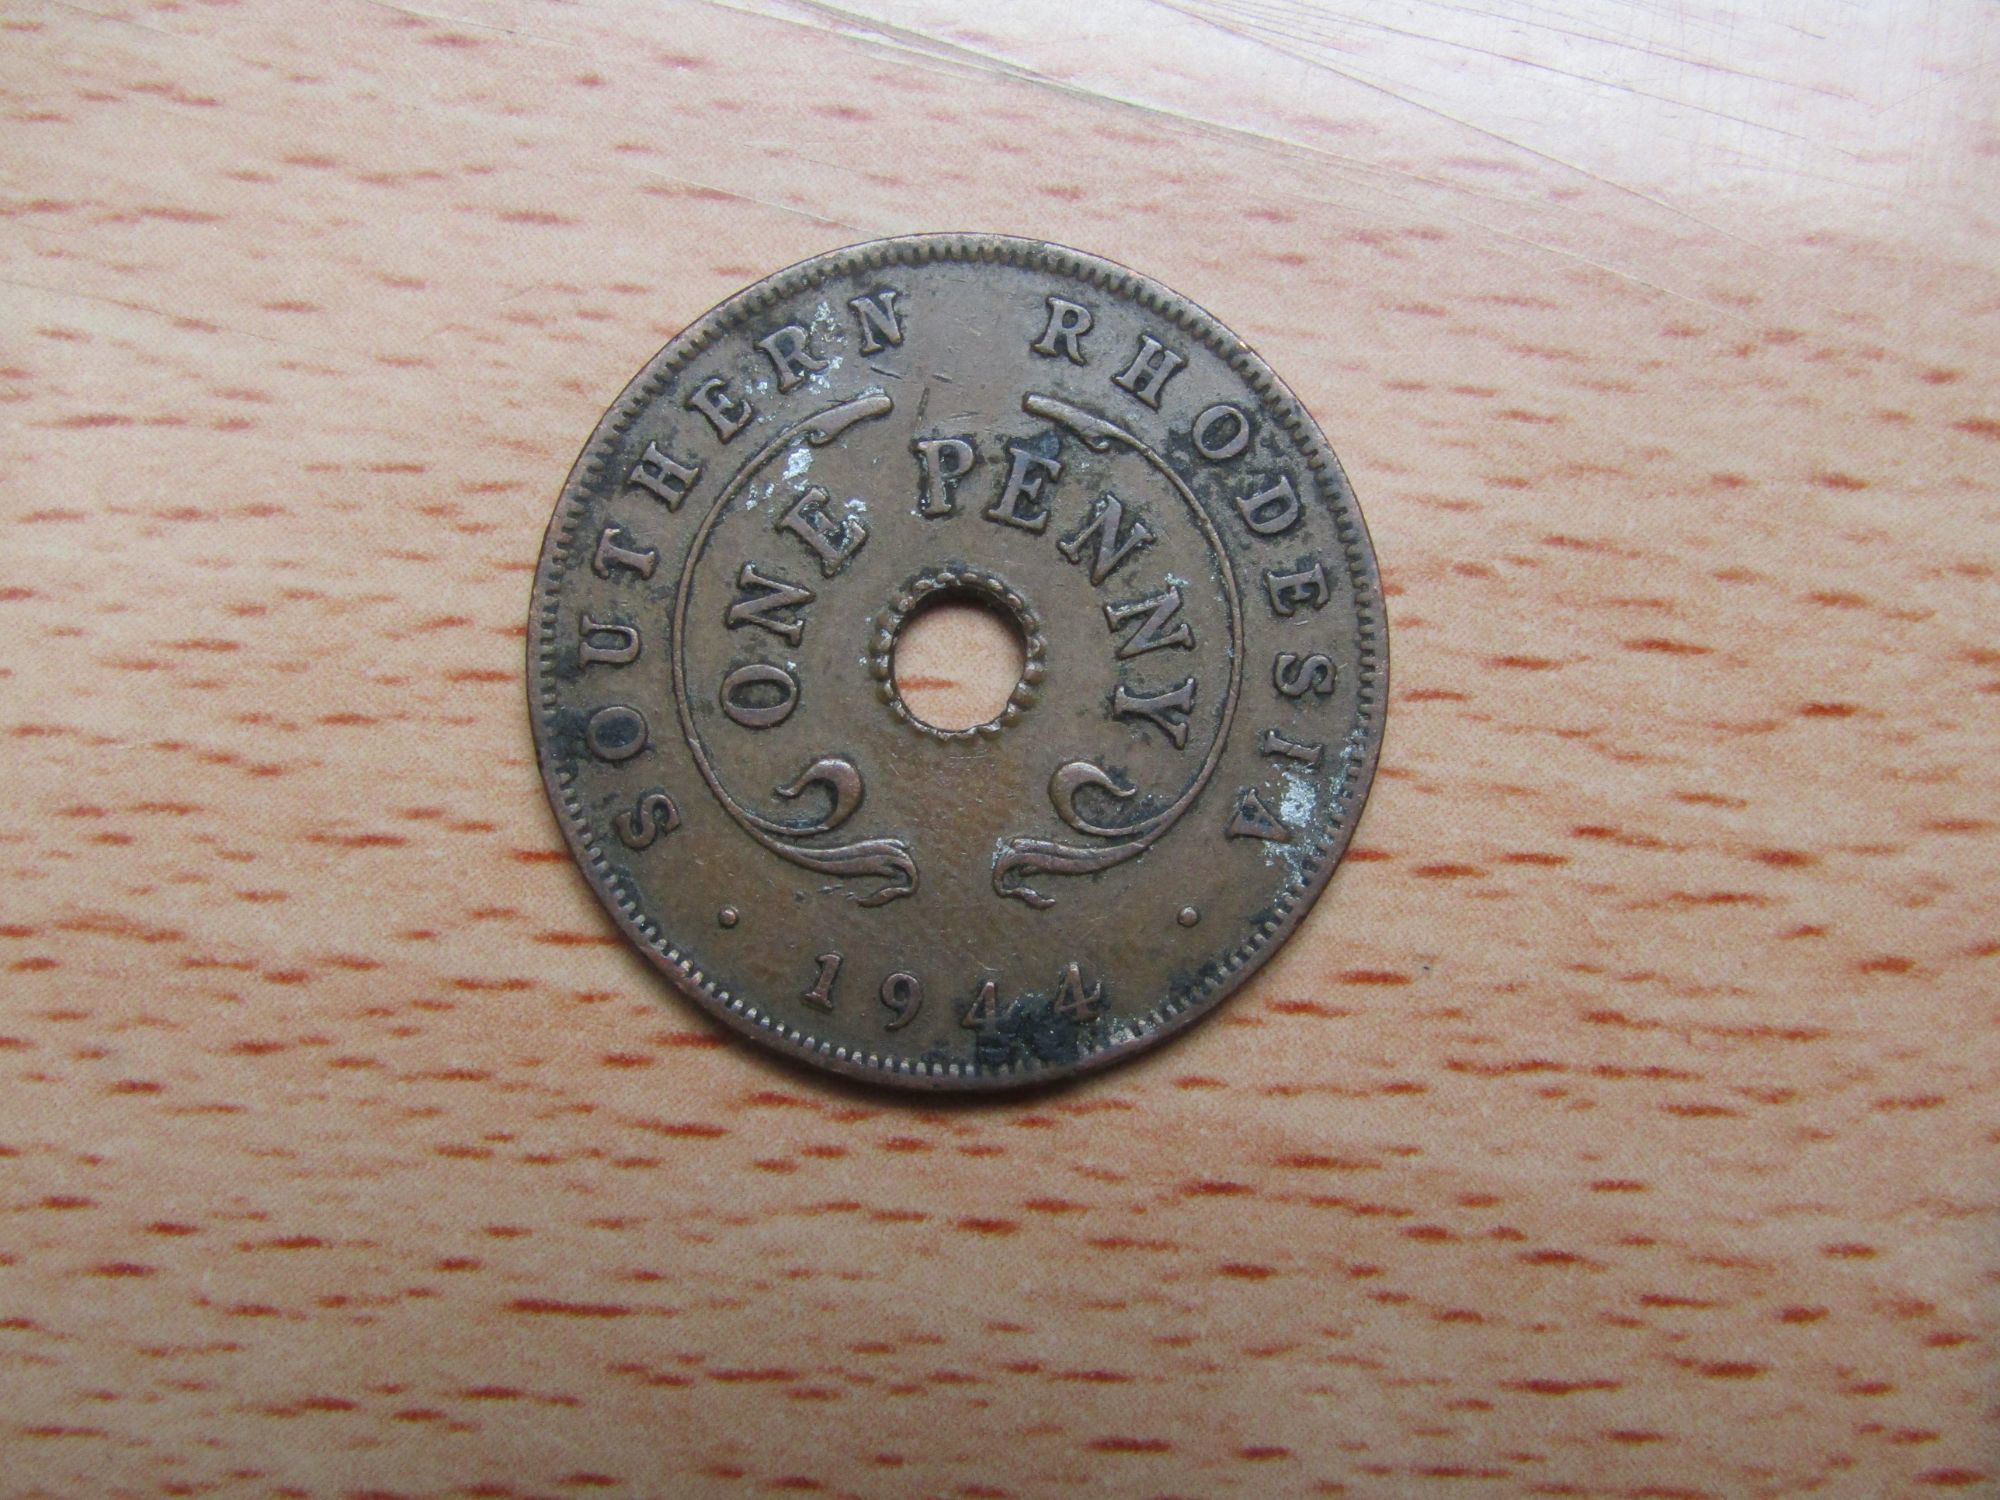 SOUTHERN RHODESIA
ONE PENNY
· 1944 ·